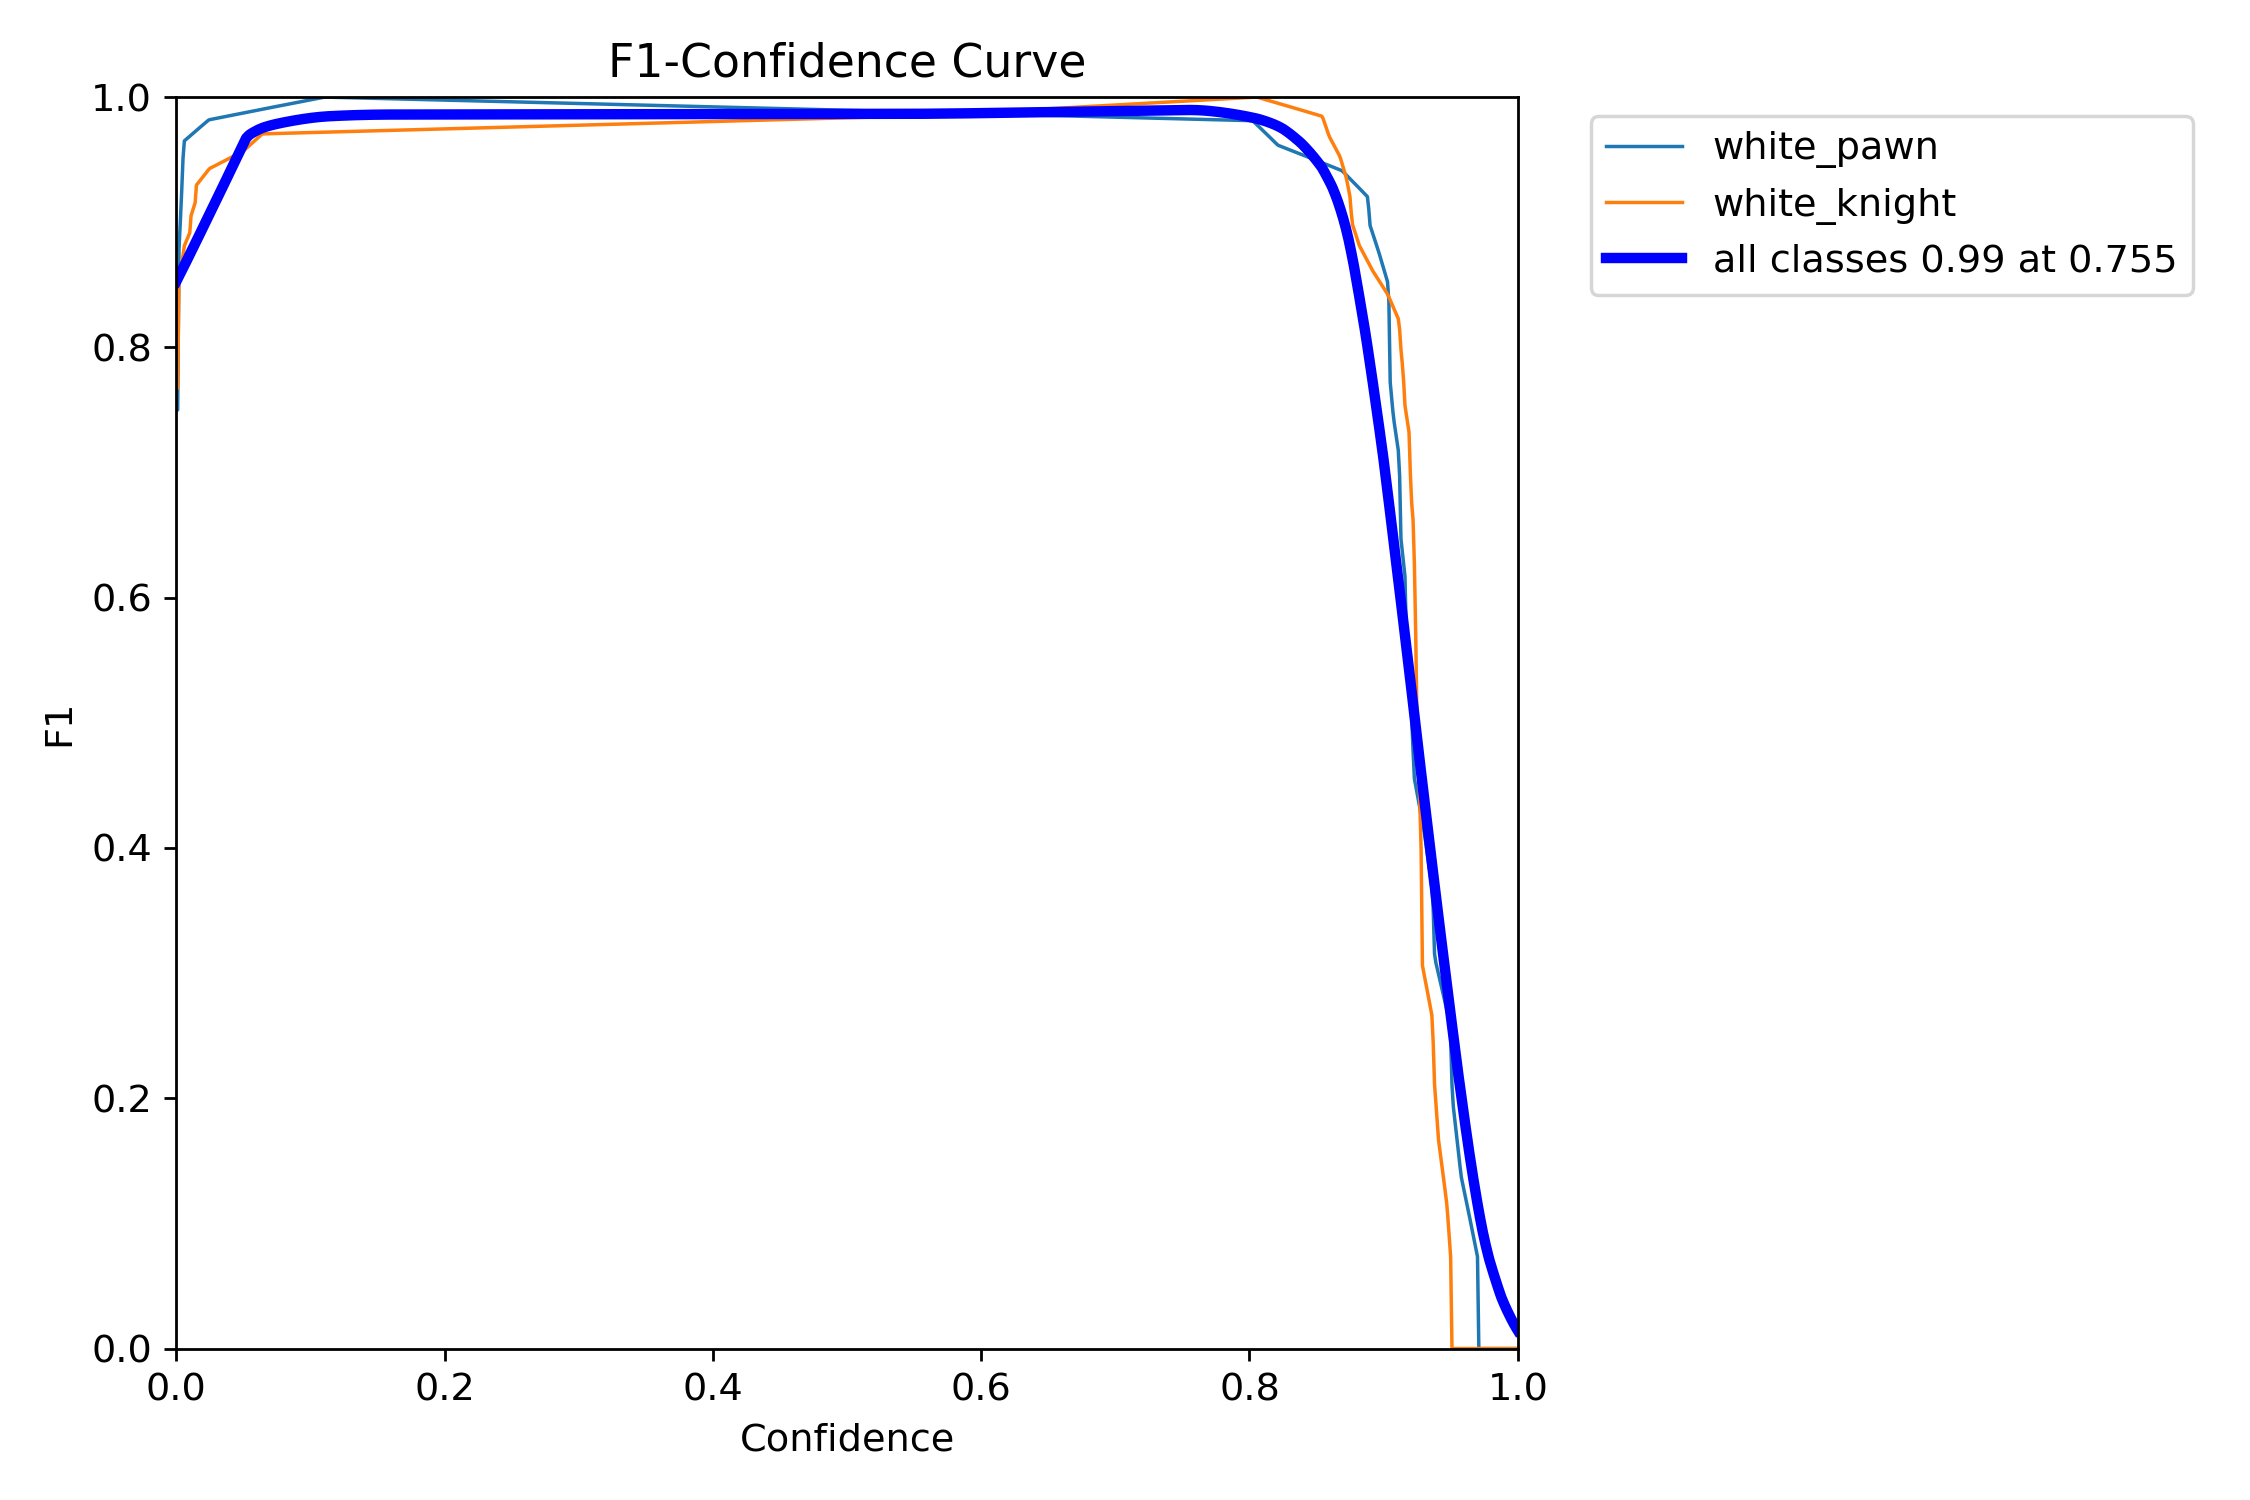 F1-Confidence Curve
white_pawn
white_knight
all classes 0.99 at 0.755
1.0
0.8
0.6
0.4
0.2
0.0
F1
0.0 0.2 0.4 0.6 0.8 1.0
Confidence